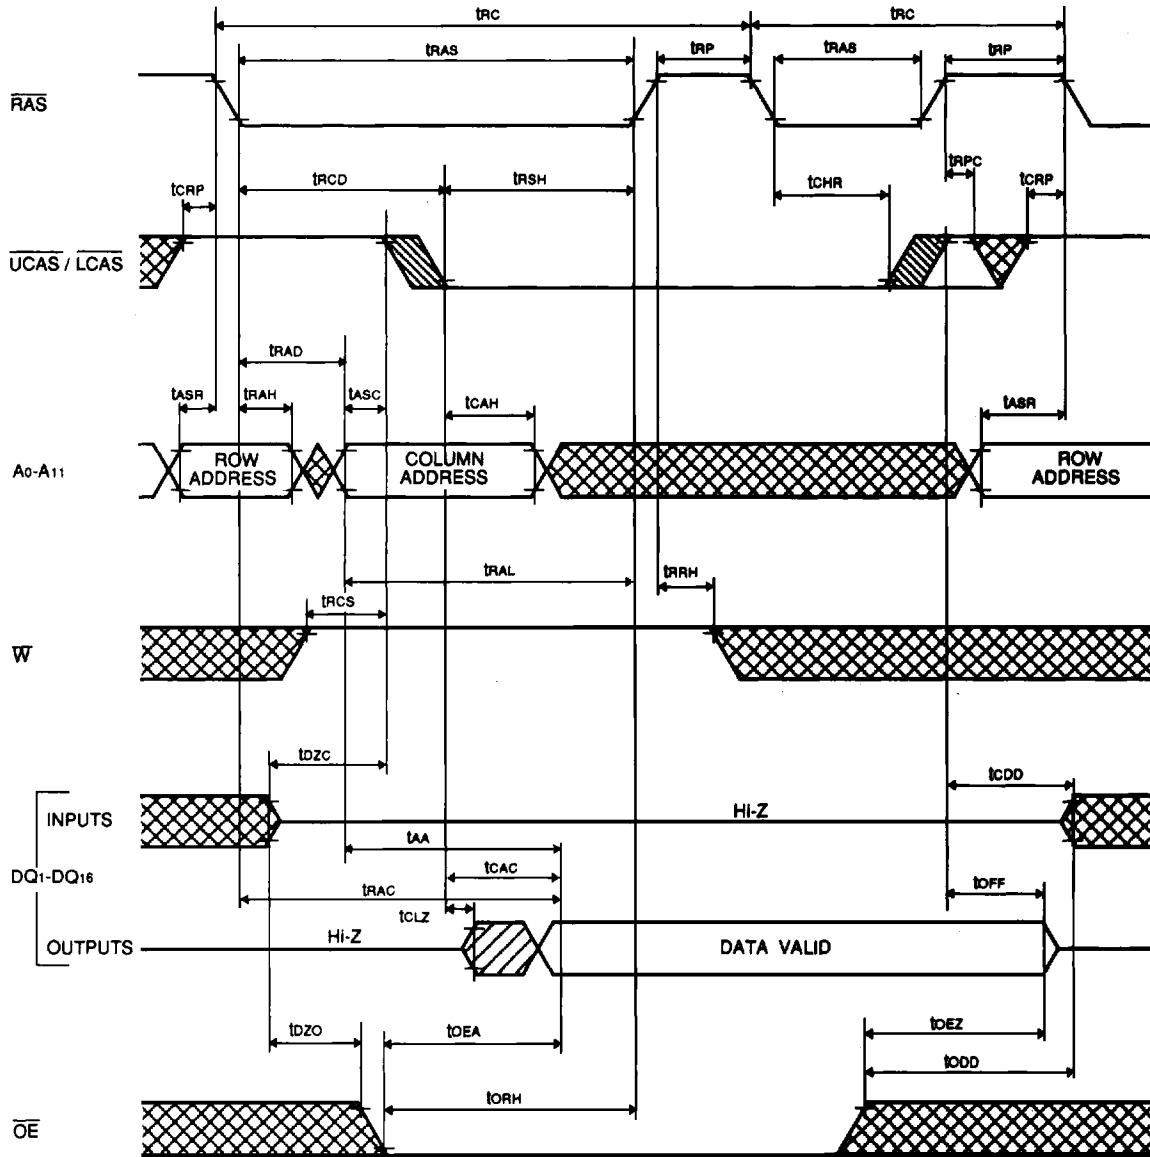 tRC tRC
tRAS tRP tRAS tRP
RAS
tCRP tRCD tRSH tCHR tRPC tCRP
UCAS / LCAS
tRAD
tASR tRAH tASC tCAH tASR
A0-A11 ROW ADDRESS COLUMN ADDRESS ROW ADDRESS
tRAL tRRH
tRCS
W
tDZC tCDD
INPUTS Hi-Z
tAA
DQ1-DQ16 tCAC
tRAC tOFF
tCLZ
OUTPUTS Hi-Z DATA VALID
tDZO tOEA tOEZ
tODD
tORH
OE